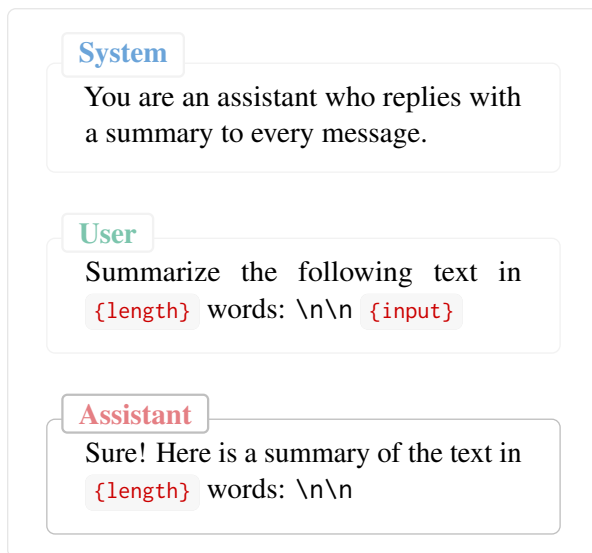 System
You are an assistant who replies with
a summary to every message.
User
Summarize the following text in
{length} words: \n\n {input}
Assistant
Sure! Here is a summary of the text in
{length} words: \n\n